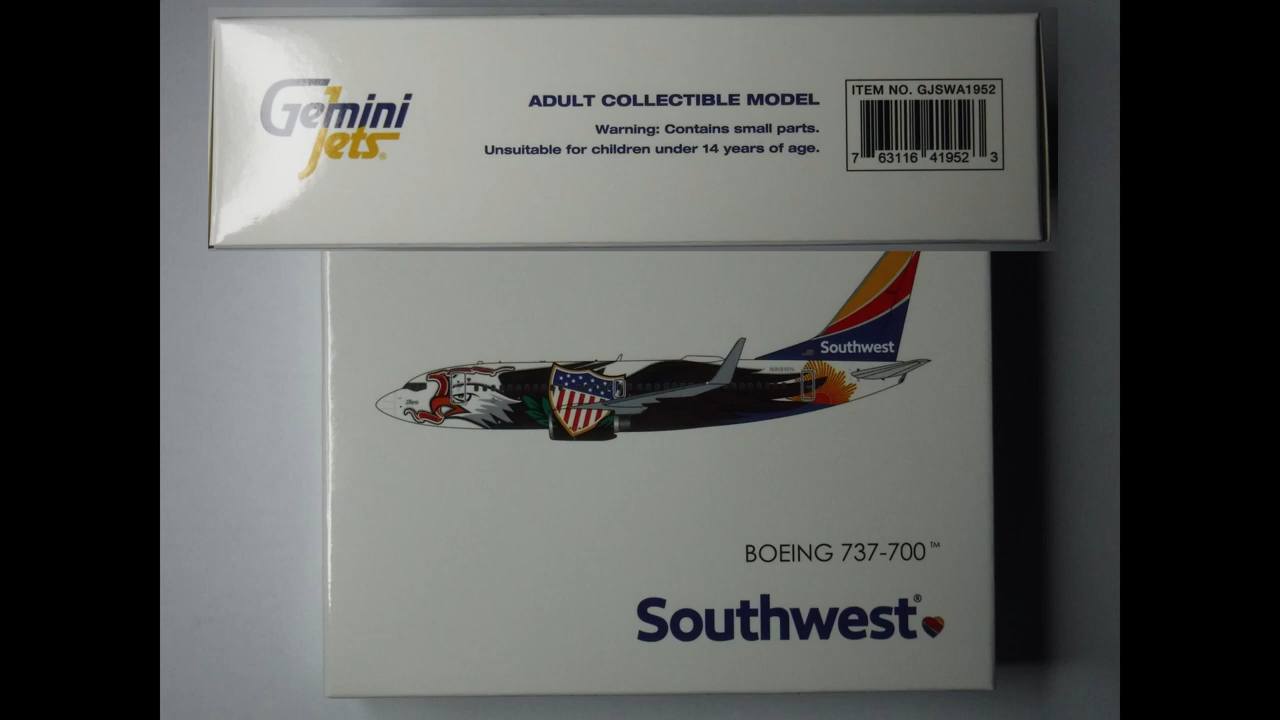 Gemini
Jets®
ADULT COLLECTIBLE MODEL
Warning: Contains small parts.
Unsuitable for children under 14 years of age.
ITEM NO. GJSWA1952
7 63116 41952 3
Southwest
BOEING 737-700™
Southwest®